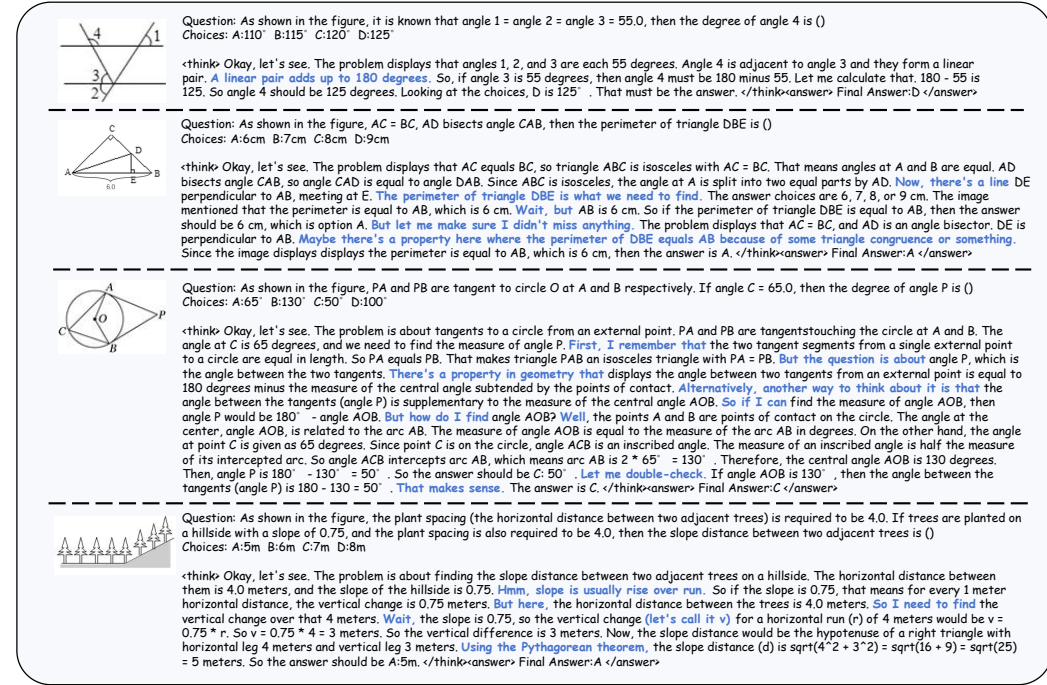 Question: As shown in the figure, it is known that angle 1 = angle 2 = angle 3 = 55.0, then the degree of angle 4 is ()
Choices: A:110° B:115° C:120° D:125°
4
1
3
2
<think> Okay, let's see. The problem displays that angles 1, 2, and 3 are each 55 degrees. Angle 4 is adjacent to angle 3 and they form a linear
pair. A linear pair adds up to 180 degrees. So, if angle 3 is 55 degrees, then angle 4 must be 180 minus 55. Let me calculate that. 180 - 55 is
125. So angle 4 should be 125 degrees. Looking at the choices, D is 125° . That must be the answer. </think><answer> Final Answer:D </answer>
Question: As shown in the figure, AC = BC, AD bisects angle CAB, then the perimeter of triangle DBE is ()
Choices: A:6cm B:7cm C:8cm D:9cm
C
D
A
E
B
6.0
<think> Okay, let's see. The problem displays that AC equals BC, so triangle ABC is isosceles with AC = BC. That means angles at A and B are equal. AD
bisects angle CAB, so angle CAD is equal to angle DAB. Since ABC is isosceles, the angle at A is split into two equal parts by AD. Now, there's a line DE
perpendicular to AB, meeting at E. The perimeter of triangle DBE is what we need to find. The answer choices are 6, 7, 8, or 9 cm. The image
mentioned that the perimeter is equal to AB, which is 6 cm. Wait, but AB is 6 cm. So if the perimeter of triangle DBE is equal to AB, then the answer
should be 6 cm, which is option A. But let me make sure I didn't miss anything. The problem displays that AC = BC, and AD is an angle bisector. DE is
perpendicular to AB. Maybe there's a property here where the perimeter of DBE equals AB because of some triangle congruence or something.
Since the image displays displays the perimeter is equal to AB, which is 6 cm, then the answer is A. </think><answer> Final Answer:A </answer>
Question: As shown in the figure, PA and PB are tangent to circle O at A and B respectively. If angle C = 65.0, then the degree of angle P is ()
Choices: A:65° B:130° C:50° D:100°
A
O
P
C
B
<think> Okay, let's see. The problem is about tangents to a circle from an external point. PA and PB are tangentstouching the circle at A and B. The
angle at C is 65 degrees, and we need to find the measure of angle P. First, I remember that the two tangent segments from a single external point
to a circle are equal in length. So PA equals PB. That makes triangle PAB an isosceles triangle with PA = PB. But the question is about angle P, which is
the angle between the two tangents. There's a property in geometry that displays the angle between two tangents from an external point is equal to
180 degrees minus the measure of the central angle subtended by the points of contact. Alternatively, another way to think about it is that the
angle between the tangents (angle P) is supplementary to the measure of the central angle AOB. So if I can find the measure of angle AOB, then
angle P would be 180° - angle AOB. But how do I find angle AOB? Well, the points A and B are points of contact on the circle. The angle at the
center, angle AOB, is related to the arc AB. The measure of angle AOB is equal to the measure of the arc AB in degrees. On the other hand, the angle
at point C is given as 65 degrees. Since point C is on the circle, angle ACB is an inscribed angle. The measure of an inscribed angle is half the measure
of its intercepted arc. So angle ACB intercepts arc AB, which means arc AB is 2 * 65° = 130° . Therefore, the central angle AOB is 130 degrees.
Then, angle P is 180° - 130° = 50° . So the answer should be C: 50° . Let me double-check. If angle AOB is 130° , then the angle between the
tangents (angle P) is 180 - 130 = 50° . That makes sense. The answer is C. </think><answer> Final Answer:C </answer>
Question: As shown in the figure, the plant spacing (the horizontal distance between two adjacent trees) is required to be 4.0. If trees are planted on
a hillside with a slope of 0.75, and the plant spacing is also required to be 4.0, then the slope distance between two adjacent trees is ()
Choices: A:5m B:6m C:7m D:8m
<think> Okay, let's see. The problem is about finding the slope distance between two adjacent trees on a hillside. The horizontal distance between
them is 4.0 meters, and the slope of the hillside is 0.75. Hmm, slope is usually rise over run. So if the slope is 0.75, that means for every 1 meter
horizontal distance, the vertical change is 0.75 meters. But here, the horizontal distance between the trees is 4.0 meters. So I need to find the
vertical change over that 4 meters. Wait, the slope is 0.75, so the vertical change (let's call it v) for a horizontal run (r) of 4 meters would be v =
0.75 * r. So v = 0.75 * 4 = 3 meters. So the vertical difference is 3 meters. Now, the slope distance would be the hypotenuse of a right triangle with
horizontal leg 4 meters and vertical leg 3 meters. Using the Pythagorean theorem, the slope distance (d) is sqrt(4^2 + 3^2) = sqrt(16 + 9) = sqrt(25)
= 5 meters. So the answer should be A:5m. </think><answer> Final Answer:A </answer>